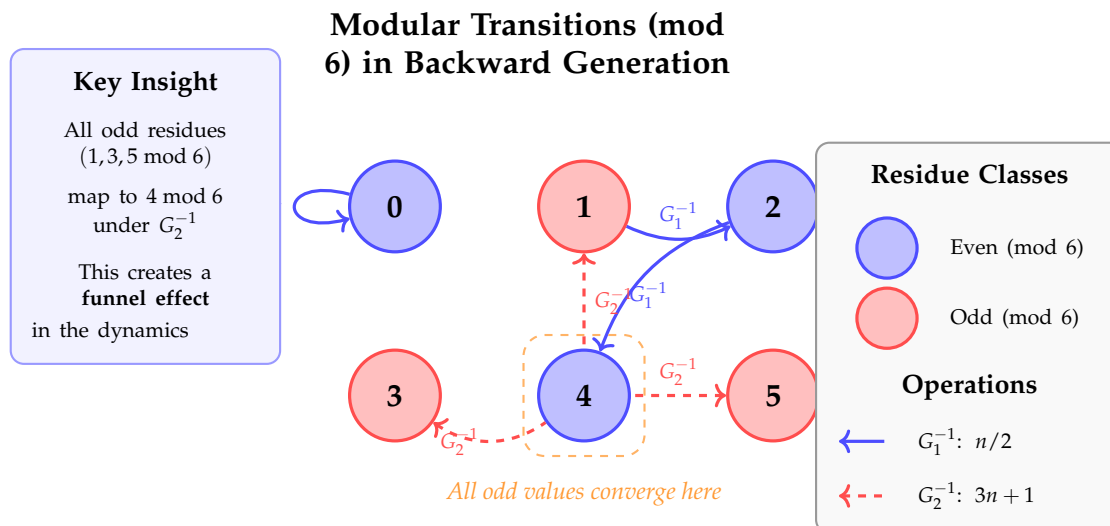 Modular Transitions (mod
6) in Backward Generation
Key Insight
All odd residues
(1, 3, 5 mod 6)
map to 4 mod 6
under G₂⁻¹
This creates a
funnel effect
in the dynamics
0
1
2
G₁⁻¹
G₂⁻¹
G₁⁻¹
3
4
5
G₂⁻¹
G₂⁻¹
All odd values converge here
Residue Classes
Even (mod 6)
Odd (mod 6)
Operations
G₁⁻¹: n/2
G₂⁻¹: 3n + 1